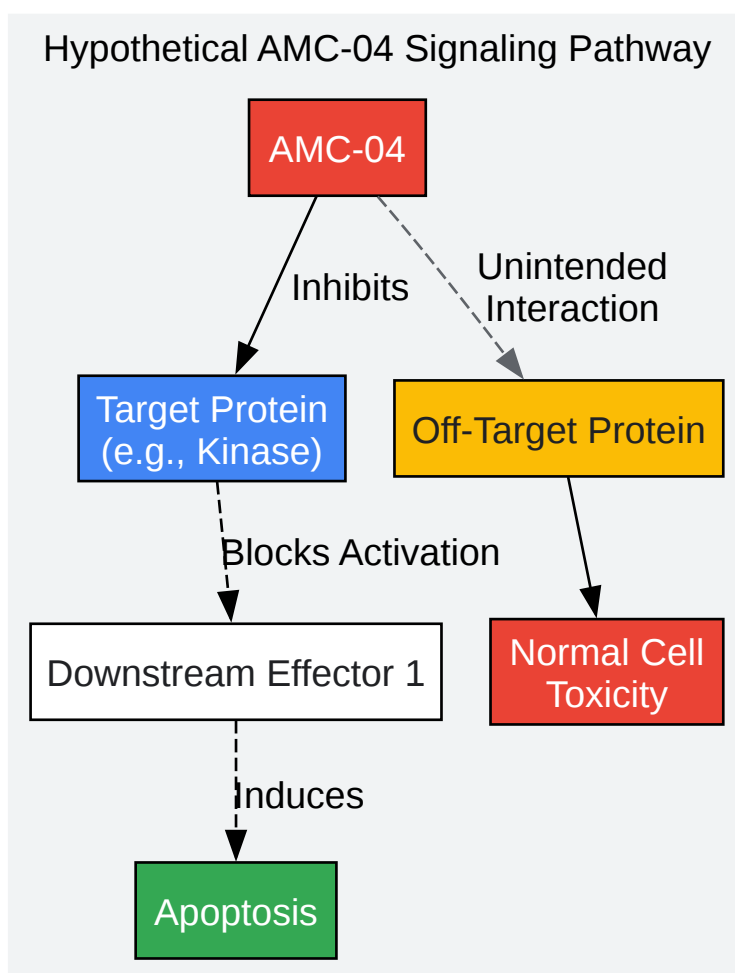 Hypothetical AMC-04 Signaling Pathway
AMC-04
Inhibits
Unintended
Interaction
Target Protein
(e.g., Kinase)
Off-Target Protein
Blocks Activation
Downstream Effector 1
Normal Cell
Toxicity
Induces
Apoptosis